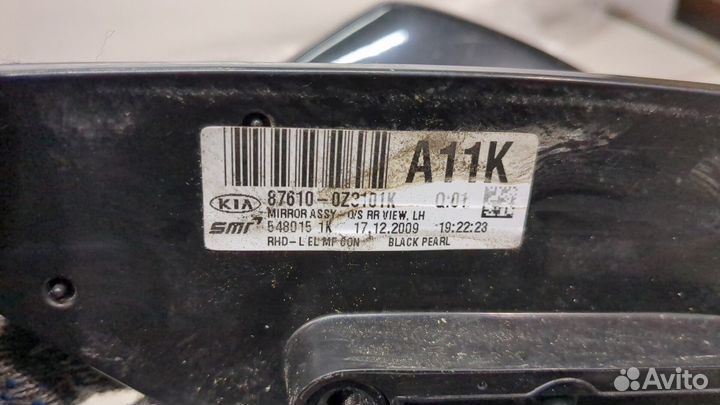 A11K
KIA 87610-0Z3101K Q:01
MIRROR ASSY-O/S RR VIEW, LH
smr 548015 1K 17.12.2009 19:22:23
RHD-L EL MF CON BLACK PEARL
Avito